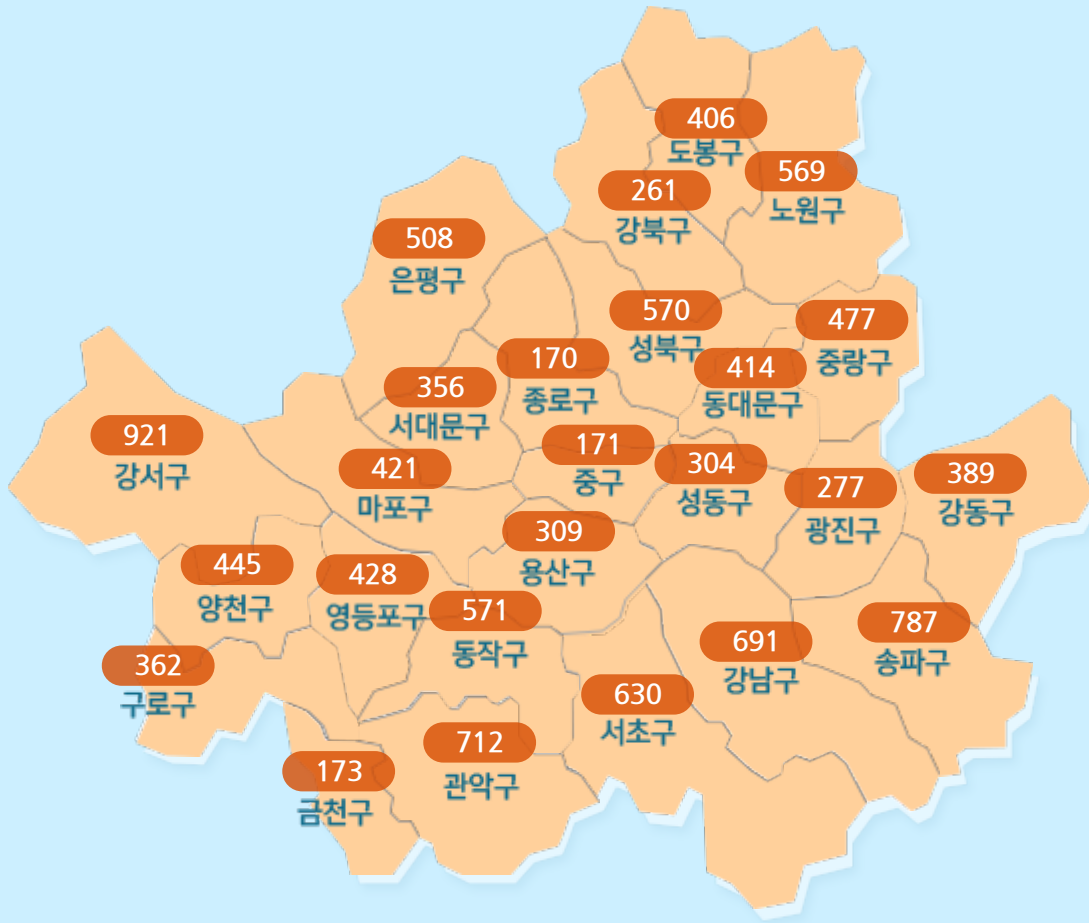 406
도봉구
569
노원구
261
강북구
508
은평구
570
성북구
477
중랑구
170
종로구
414
동대문구
356
서대문구
921
강서구
171
중구
421
마포구
304
성동구
277
광진구
389
강동구
309
용산구
445
양천구
428
영등포구
571
동작구
787
송파구
691
강남구
362
구로구
630
서초구
712
관악구
173
금천구